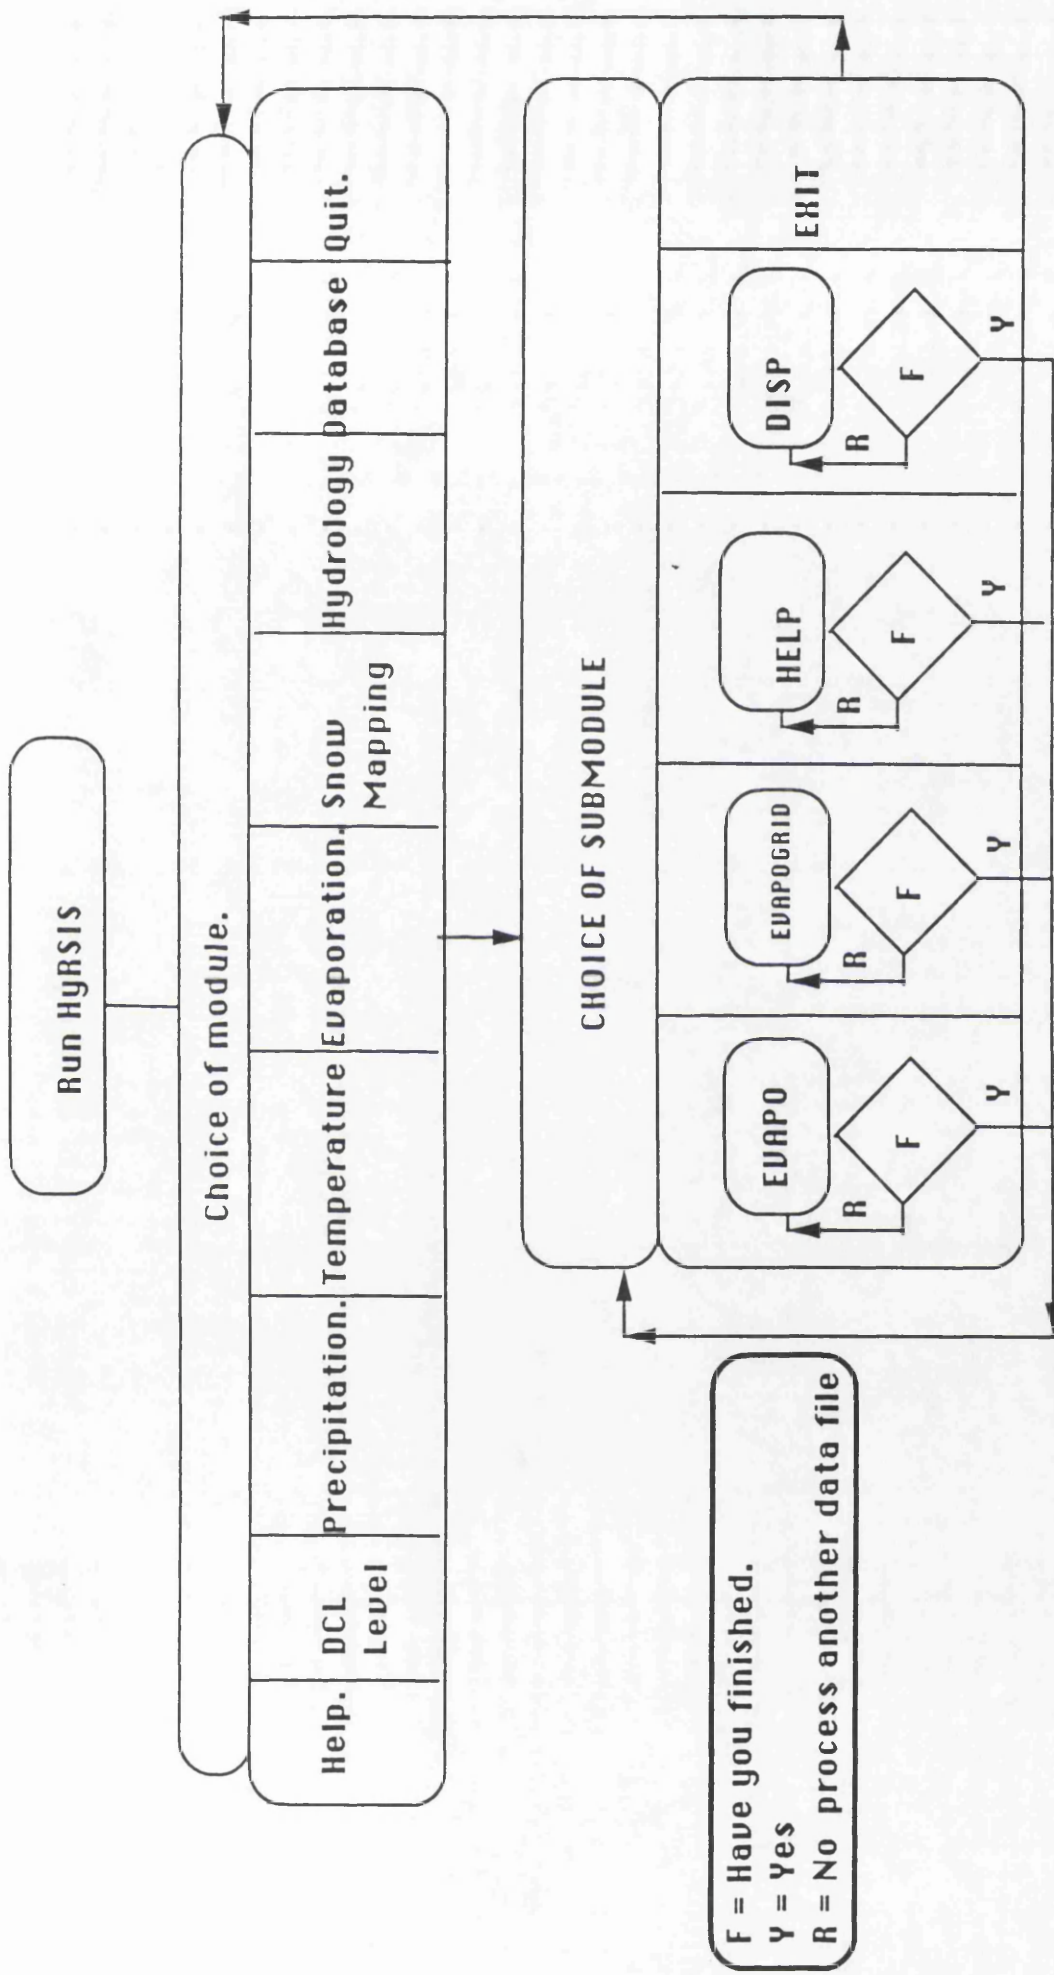 Run HyRSIS
Choice of module.
Help.
DCL
Level
Precipitation.
Temperature
Evaporation.
Snow
Mapping
Hydrology
Database
Quit.
CHOICE OF SUBMODULE
EVAPO
R
F
Y
EVAPOGRID
R
F
Y
HELP
R
F
Y
DISP
R
F
Y
EXIT
F = Have you finished.
Y = Yes
R = No process another data file